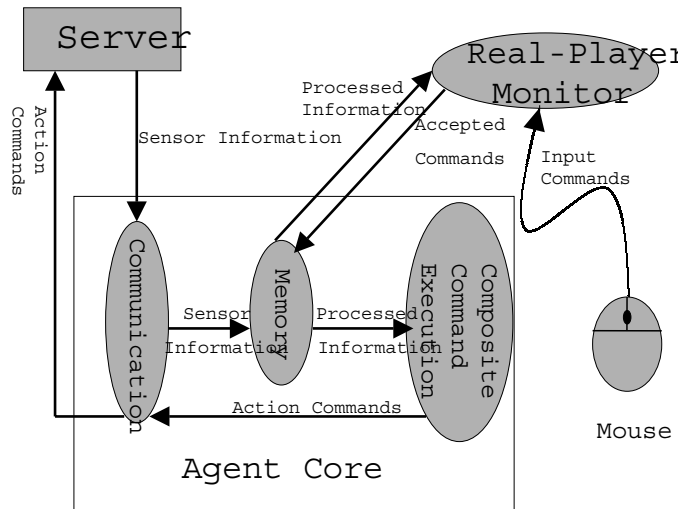 Server
Real-Player
Monitor
Processed
Information
Accepted
Commands
Action
Commands
Sensor Information
Input
Commands
Communication
Memory
Composite
Command
Execution
Sensor
Information
Processed
Information
Action Commands
Mouse
Agent Core